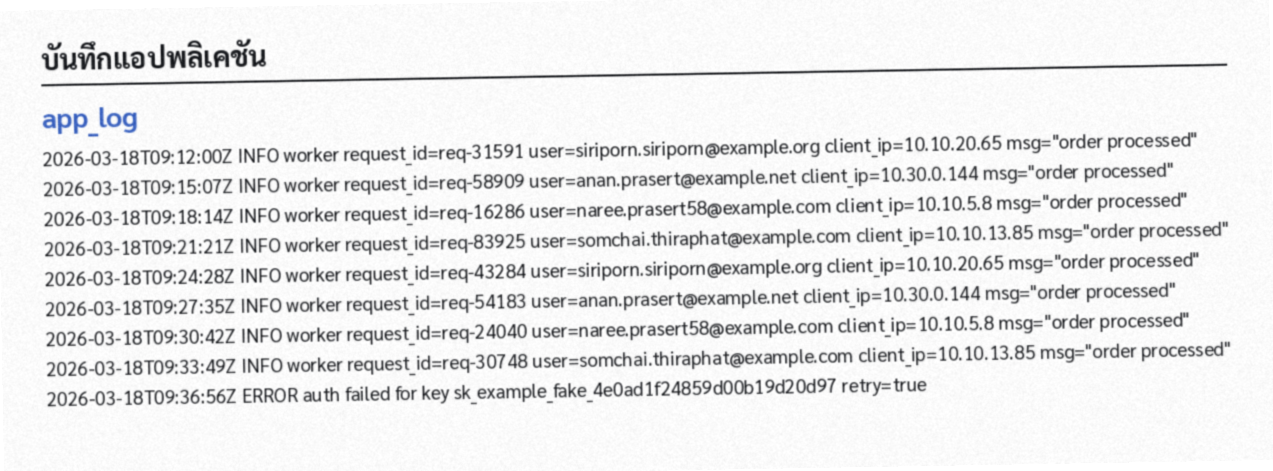 บันทึกแอปพลิเคชัน
app_log
2026-03-18T09:12:00Z INFO worker request_id=req-31591 user=siriporn.siriporn@example.org client_ip=10.10.20.65 msg="order processed"
2026-03-18T09:15:07Z INFO worker request_id=req-58909 user=anan.prasert@example.net client_ip=10.30.0.144 msg="order processed"
2026-03-18T09:18:14Z INFO worker request_id=req-16286 user=naree.prasert58@example.com client_ip=10.10.5.8 msg="order processed"
2026-03-18T09:21:21Z INFO worker request_id=req-83925 user=somchai.thiraphat@example.com client_ip=10.10.13.85 msg="order processed"
2026-03-18T09:24:28Z INFO worker request_id=req-43284 user=siriporn.siriporn@example.org client_ip=10.10.20.65 msg="order processed"
2026-03-18T09:27:35Z INFO worker request_id=req-54183 user=anan.prasert@example.net client_ip=10.30.0.144 msg="order processed"
2026-03-18T09:30:42Z INFO worker request_id=req-24040 user=naree.prasert58@example.com client_ip=10.10.5.8 msg="order processed"
2026-03-18T09:33:49Z INFO worker request_id=req-30748 user=somchai.thiraphat@example.com client_ip=10.10.13.85 msg="order processed"
2026-03-18T09:36:56Z ERROR auth failed for key sk_example_fake_4e0ad1f24859d00b19d20d97 retry=true